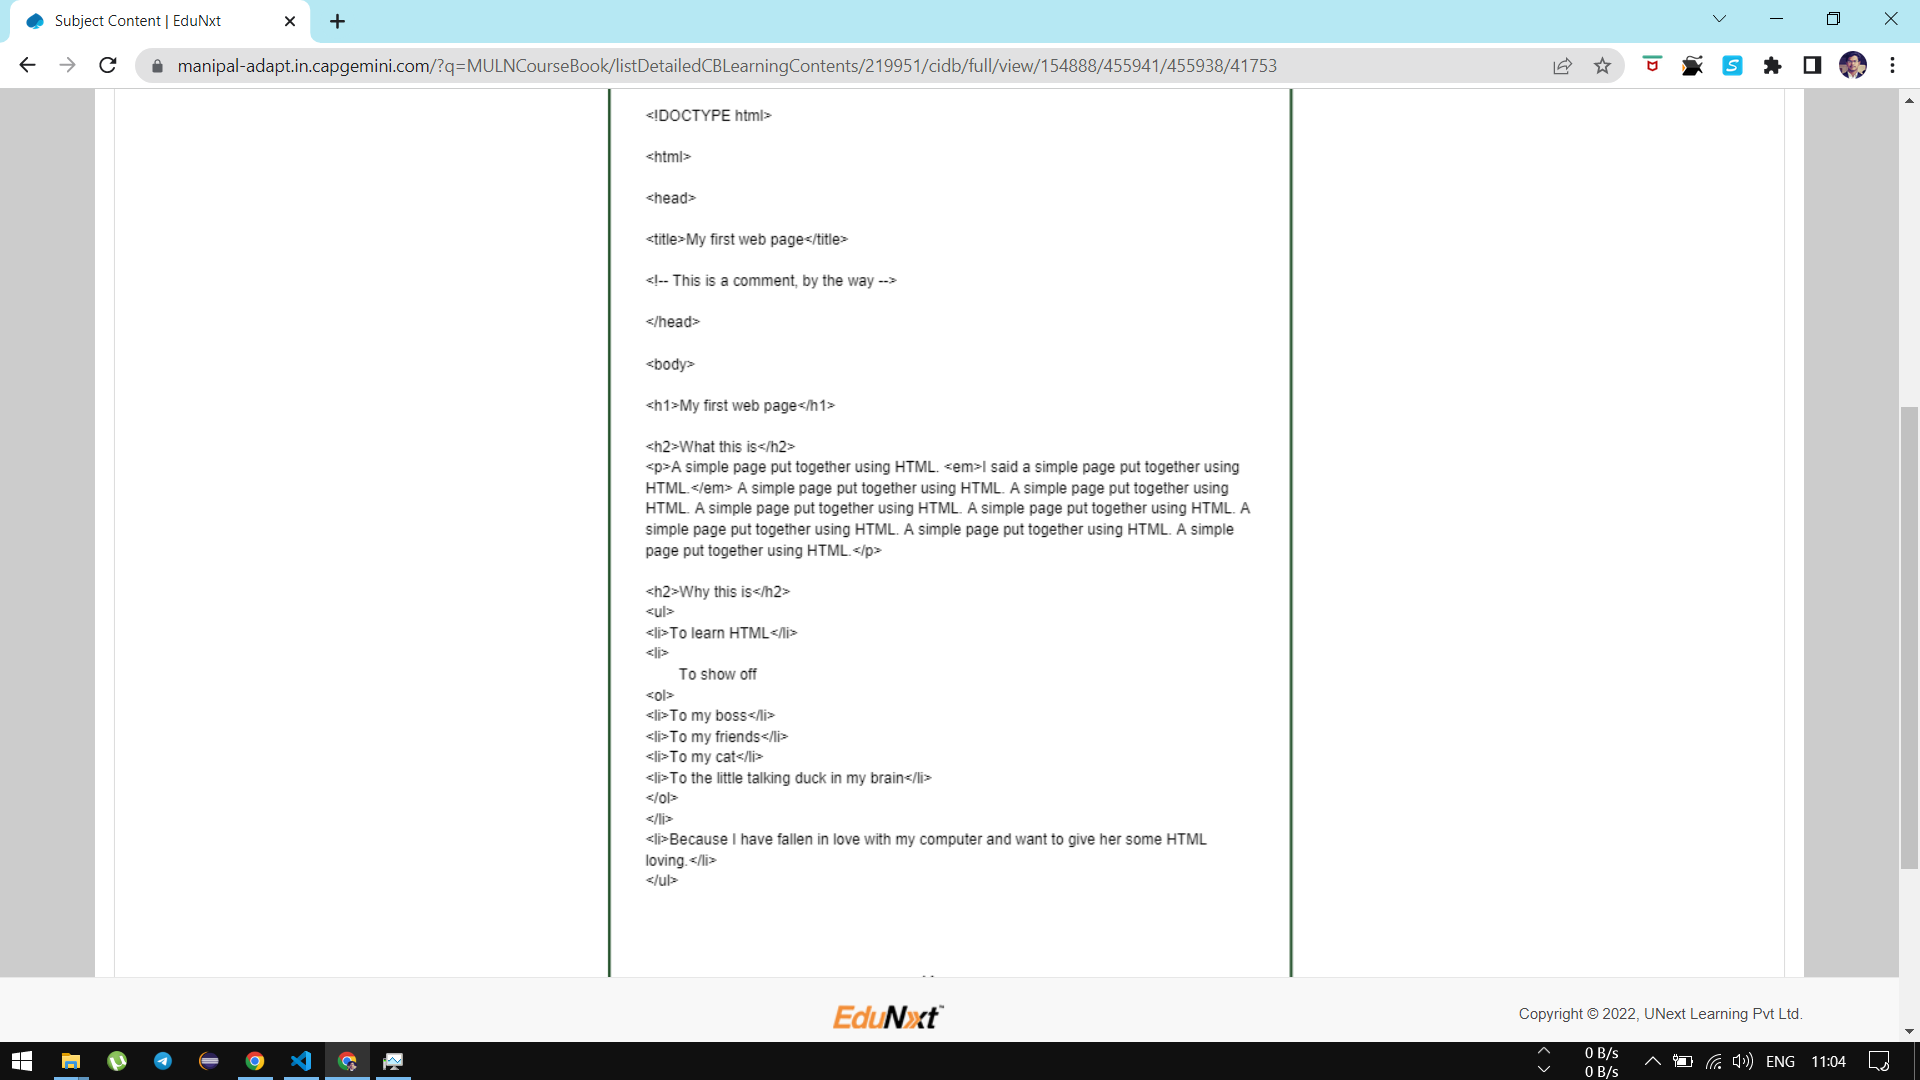 Subject Content | EduNxt
manipal-adapt.in.capgemini.com/?q=MULNCourseBook/listDetailedCBLearningContents/219951/cidb/full/view/154888/455941/455938/41753
<!DOCTYPE html>
<html>
<head>
<title>My first web page</title>
<!-- This is a comment, by the way -->
</head>
<body>
<h1>My first web page</h1>
<h2>What this is</h2>
<p>A simple page put together using HTML. <em>I said a simple page put together using
HTML.</em> A simple page put together using HTML. A simple page put together using
HTML. A simple page put together using HTML. A simple page put together using HTML. A
simple page put together using HTML. A simple page put together using HTML. A simple
page put together using HTML.</p>
<h2>Why this is</h2>
<ul>
<li>To learn HTML</li>
<li>
To show off
<ol>
<li>To my boss</li>
<li>To my friends</li>
<li>To my cat</li>
<li>To the little talking duck in my brain</li>
</ol>
</li>
<li>Because I have fallen in love with my computer and want to give her some HTML
loving.</li>
</ul>
EduNxt™
Copyright © 2022, UNext Learning Pvt Ltd.
0 B/s
0 B/s
ENG
11:04